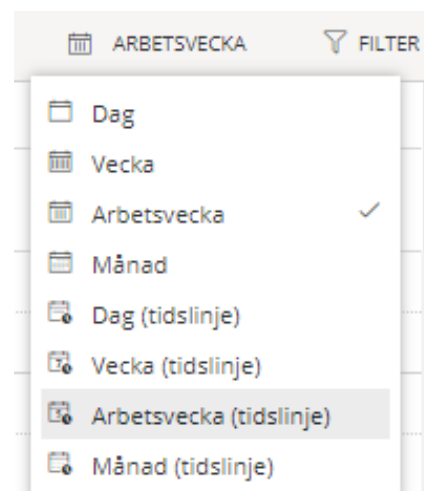 ARBETSVECKA FILTER
Dag
Vecka
Arbetsvecka
Månad
Dag (tidslinje)
Vecka (tidslinje)
Arbetsvecka (tidslinje)
Månad (tidslinje)